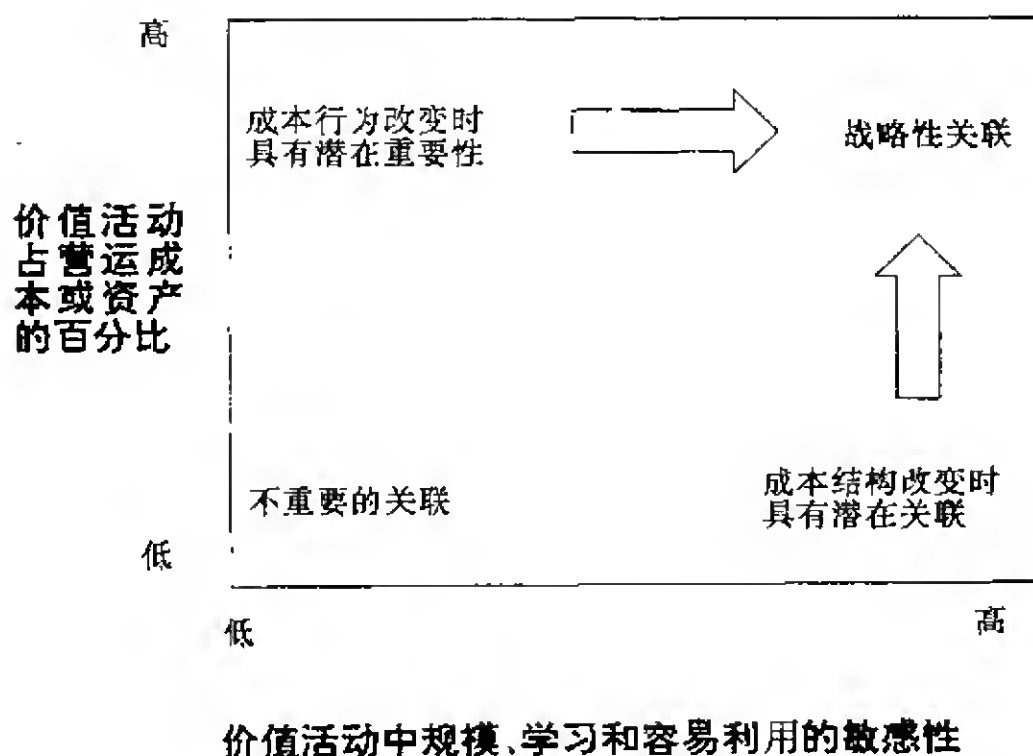 高
成本行为改变时
具有潜在重要性
战略性关联
价值活动
占营运成
本或资产
的百分比
不重要的关联
成本结构改变时
具有潜在关联
低
低
高
价值活动中规模、学习和容易利用的敏感性